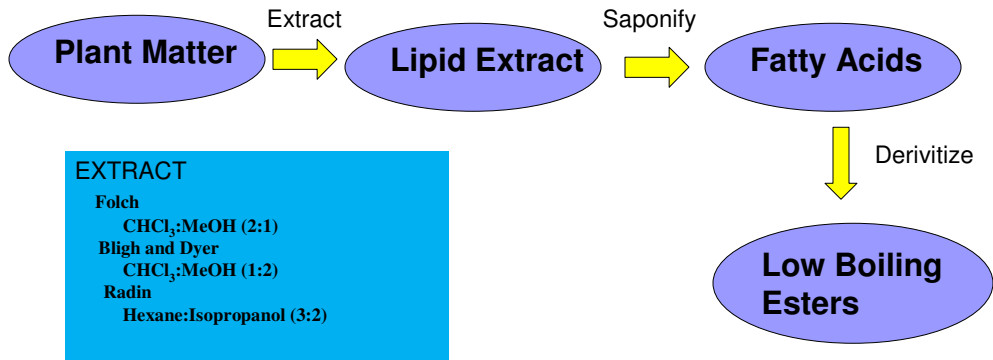 Extract
Saponify
Plant Matter
Lipid Extract
Fatty Acids
Derivitize
EXTRACT
Folch
CHCl₃:MeOH (2:1)
Bligh and Dyer
CHCl₃:MeOH (1:2)
Radin
Hexane:Isopropanol (3:2)
Low Boiling
Esters